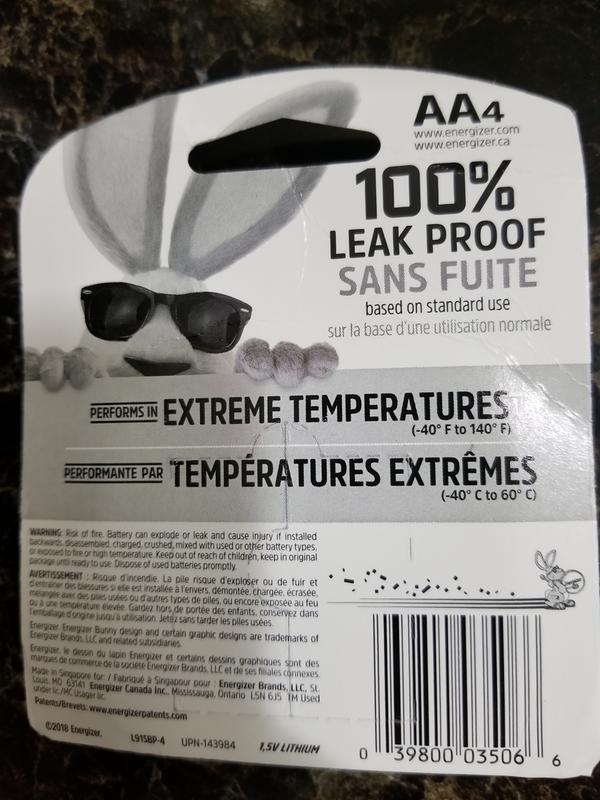 AA4
www.energizer.com
www.energizer.ca
100%
LEAK PROOF
SANS FUITE
based on standard use
sur la base d'une utilisation normale
PERFORMS IN EXTREME TEMPERATURES
(-40° F to 140° F)
PERFORMANTE PAR TEMPÉRATURES EXTRÊMES
(-40° C to 60° C)
WARNING: Risk of fire. Battery can explode or leak and cause injury if installed
backwards, disassembled, charged, crushed, mixed with used or other battery types,
or exposed to fire or high temperature. Keep out of reach of children, keep in original
package until ready to use. Dispose of used batteries promptly.
AVERTISSEMENT : Risque d'incendie. La pile risque d'exploser ou de fuir et
d'entraîner des blessures si elle est installée à l'envers, démontée, chargée, écrasée,
mélangée avec des piles usées ou d'autres types de piles, ou encore exposée au feu
ou à une température élevée. Gardez hors de portée des enfants, conservez dans
l'emballage d'origine jusqu'à utilisation. Jetez sans tarder les piles usées.
Energizer, Energizer Bunny design and certain graphic designs are trademarks of
Energizer Brands, LLC and related subsidiaries.
Energizer, le dessin du lapin Energizer et certains dessins graphiques sont des
marques de commerce de la société Energizer Brands, LLC et de ses filiales connexes.
Made in Singapore for: / Fabriqué à Singapour pour : Energizer Brands, LLC, St.
Louis, MO 63141 Energizer Canada Inc., Mississauga, Ontario L5N 6J5 TM Used
under lic./MC Usager lic.
Patents/Brevets: www.energizerpatents.com
©2018 Energizer. L91SBP-4 UPN-143984 1,5V LITHIUM
0 39800 03506 6